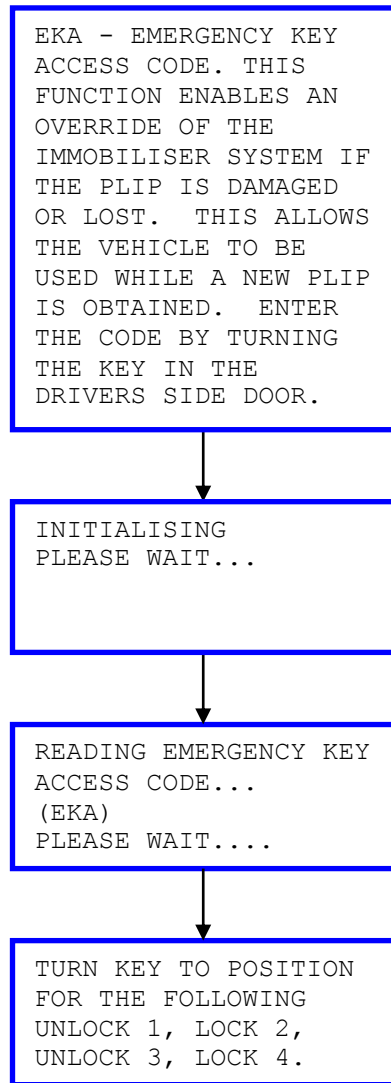 EKA - EMERGENCY KEY
ACCESS CODE. THIS
FUNCTION ENABLES AN
OVERRIDE OF THE
IMMOBILISER SYSTEM IF
THE PLIP IS DAMAGED
OR LOST.  THIS ALLOWS
THE VEHICLE TO BE
USED WHILE A NEW PLIP
IS OBTAINED.  ENTER
THE CODE BY TURNING
THE KEY IN THE
DRIVERS SIDE DOOR.
INITIALISING
PLEASE WAIT...
READING EMERGENCY KEY
ACCESS CODE...
(EKA)
PLEASE WAIT....
TURN KEY TO POSITION
FOR THE FOLLOWING
UNLOCK 1, LOCK 2,
UNLOCK 3, LOCK 4.